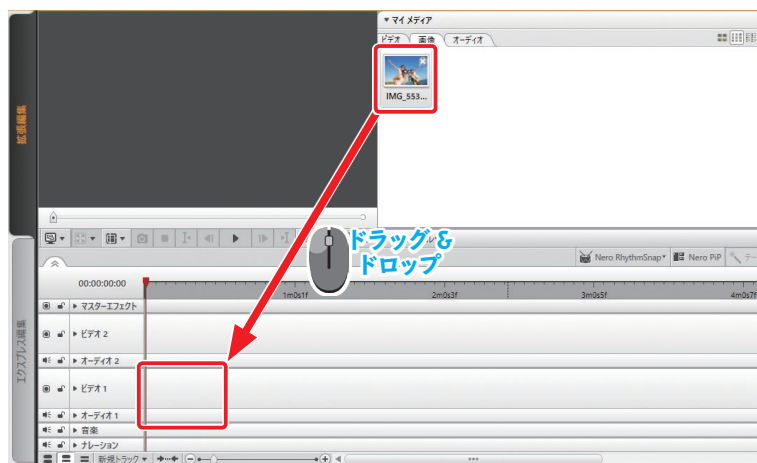 マイ メディア
ビデオ 画像 オーディオ
IMG_553...
拡張編集
ドラッグ &
ドロップ
Nero RhythmSnap Nero PiP テー
00:00:00:00
1m0s1f 2m0s3f 3m0s5f 4m0s7f
マスターエフェクト
ビデオ 2
エクスプレス編集
オーディオ 2
ビデオ 1
オーディオ 1
音楽
ナレーション
新規トラック